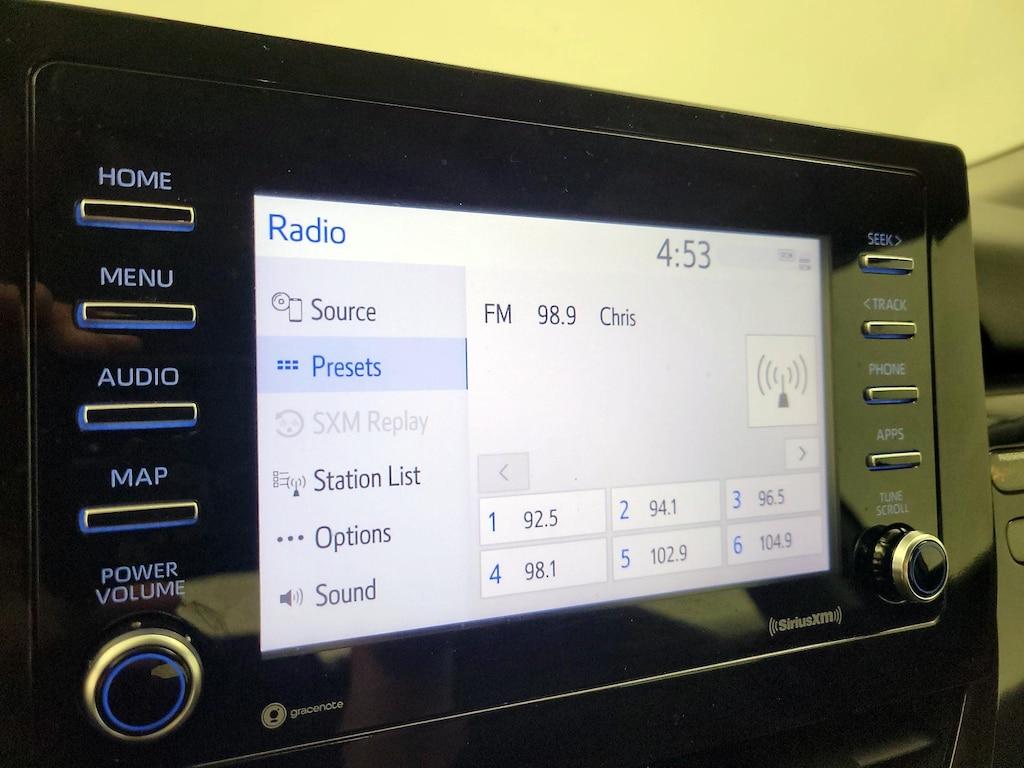 HOME
MENU
AUDIO
MAP
POWER
VOLUME
Radio
4:53
Source
Presets
SXM Replay
Station List
Options
Sound
FM 98.9 Chris
<
>
1 92.5
2 94.1
3 96.5
4 98.1
5 102.9
6 104.9
SEEK>
<TRACK
PHONE
APPS
TUNE
SCROLL
((SiriusXM))
gracenote